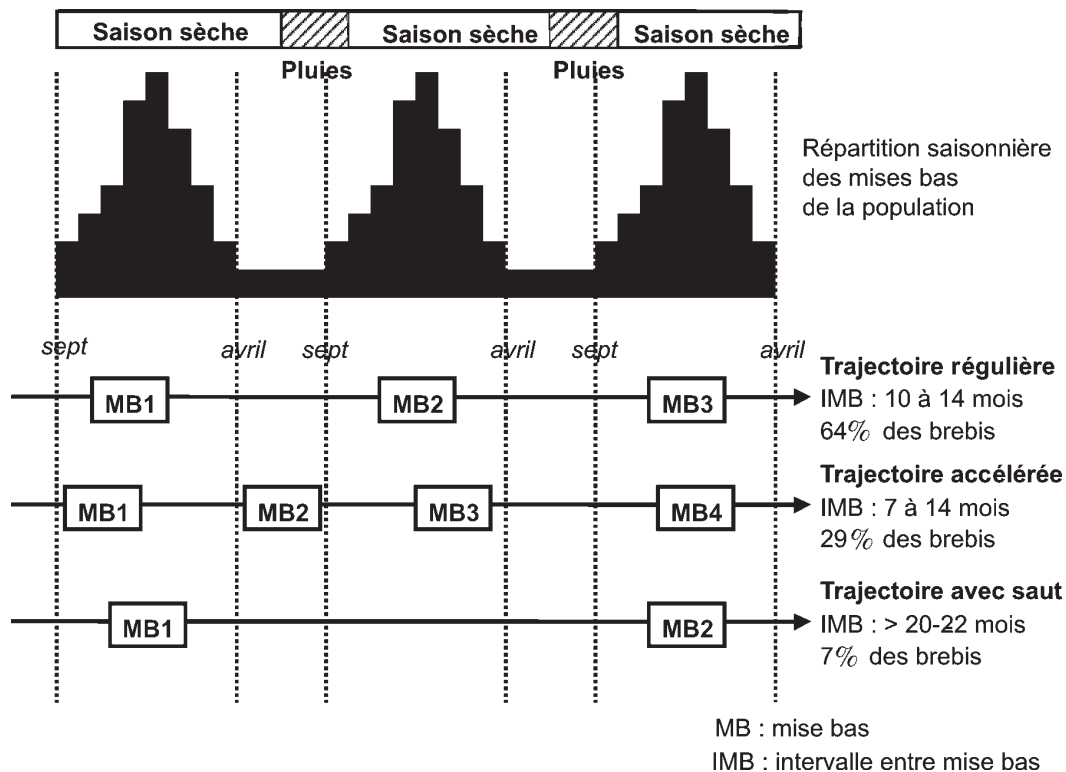 Saison sèche
Saison sèche
Saison sèche
Pluies
Pluies
Répartition saisonnière
des mises bas
de la population
sept
avril
sept
avril
sept
avril
MB1
MB2
MB3
Trajectoire régulière
IMB : 10 à 14 mois
64% des brebis
MB1
MB2
MB3
MB4
Trajectoire accélérée
IMB : 7 à 14 mois
29% des brebis
MB1
MB2
Trajectoire avec saut
IMB : > 20-22 mois
7% des brebis
MB : mise bas
IMB : intervalle entre mise bas